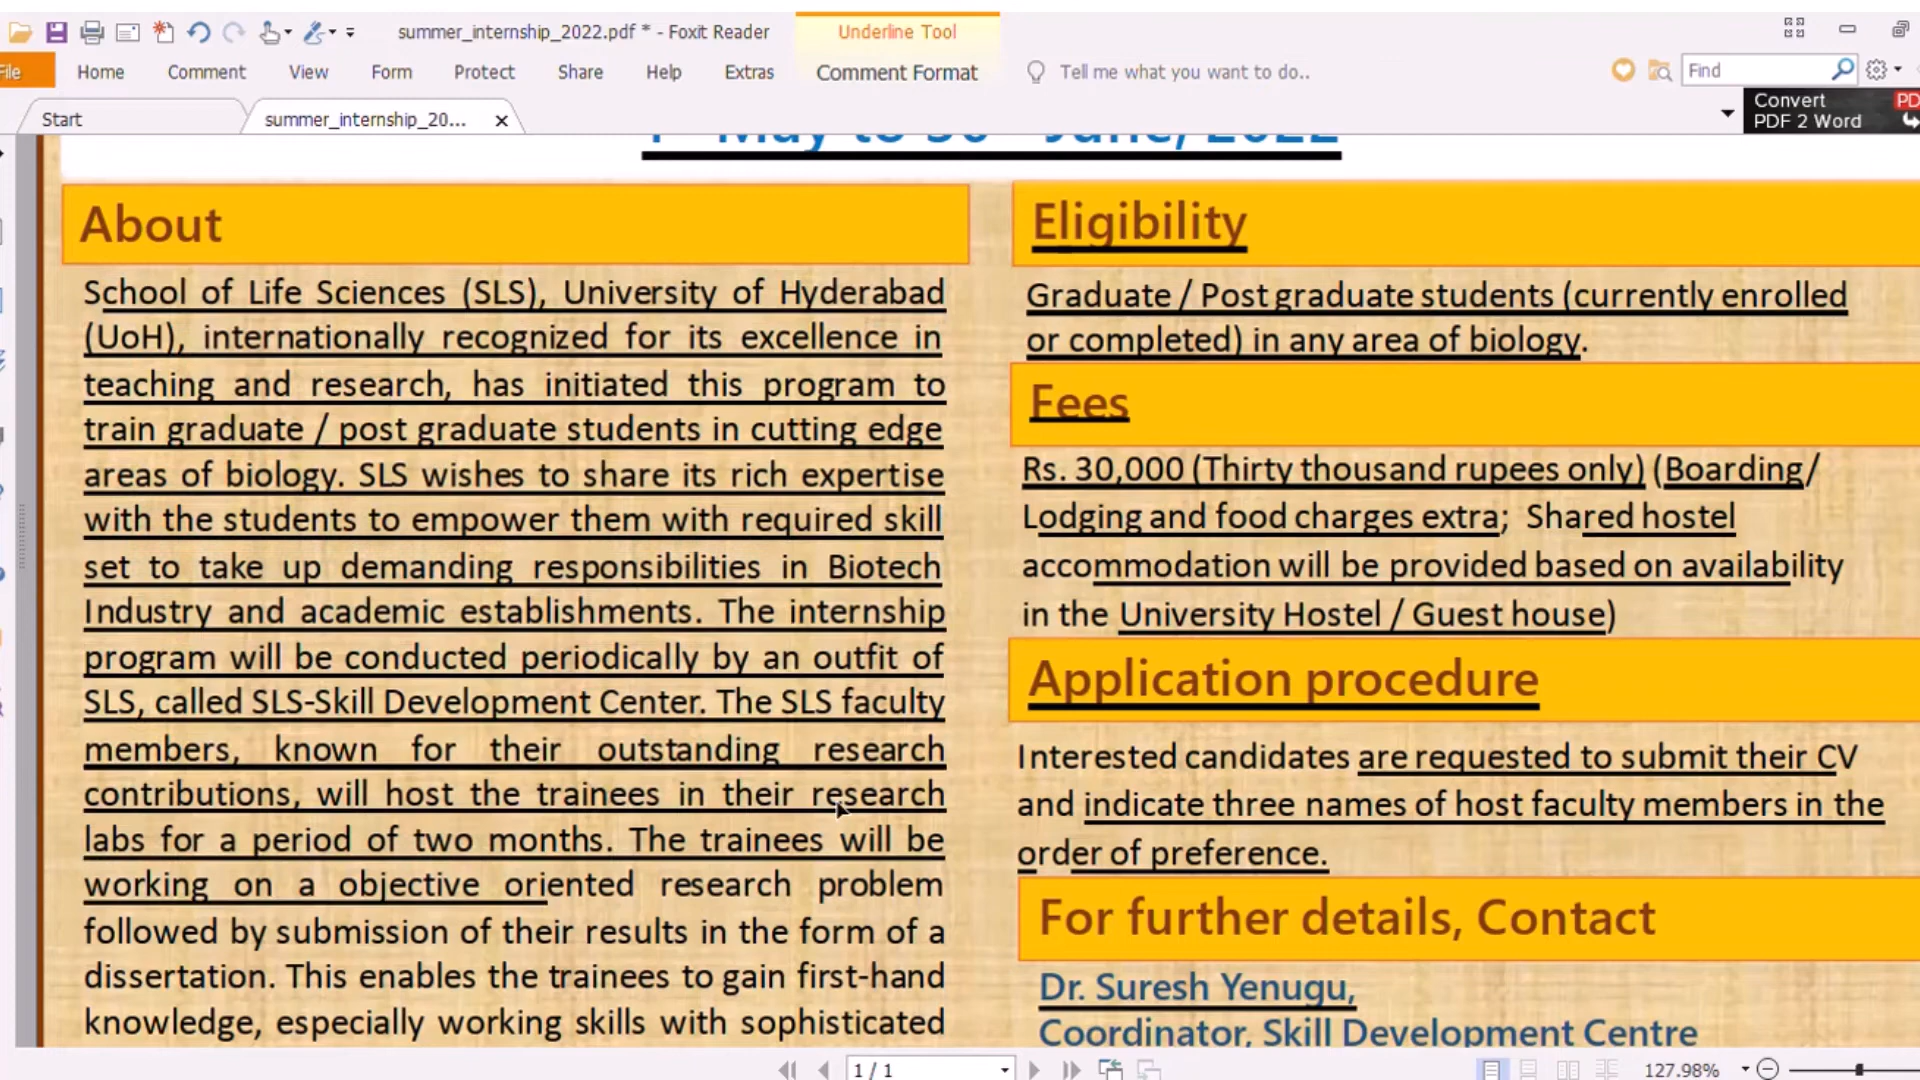 summer_internship_2022.pdf * - Foxit Reader
Underline Tool
File
Home
Comment
View
Form
Protect
Share
Help
Extras
Comment Format
Tell me what you want to do..
Find
Start
summer_internship_20...
Convert
PDF 2 Word
May to 30 June, 2022
About
School of Life Sciences (SLS), University of Hyderabad
(UoH), internationally recognized for its excellence in
teaching and research, has initiated this program to
train graduate / post graduate students in cutting edge
areas of biology. SLS wishes to share its rich expertise
with the students to empower them with required skill
set to take up demanding responsibilities in Biotech
Industry and academic establishments. The internship
program will be conducted periodically by an outfit of
SLS, called SLS-Skill Development Center. The SLS faculty
members, known for their outstanding research
contributions, will host the trainees in their research
labs for a period of two months. The trainees will be
working on a objective oriented research problem
followed by submission of their results in the form of a
dissertation. This enables the trainees to gain first-hand
knowledge, especially working skills with sophisticated
Eligibility
Graduate / Post graduate students (currently enrolled
or completed) in any area of biology.
Fees
Rs. 30,000 (Thirty thousand rupees only) (Boarding/
Lodging and food charges extra; Shared hostel
accommodation will be provided based on availability
in the University Hostel / Guest house)
Application procedure
Interested candidates are requested to submit their CV
and indicate three names of host faculty members in the
order of preference.
For further details, Contact
Dr. Suresh Yenugu,
Coordinator, Skill Development Centre
1 / 1
127.98%